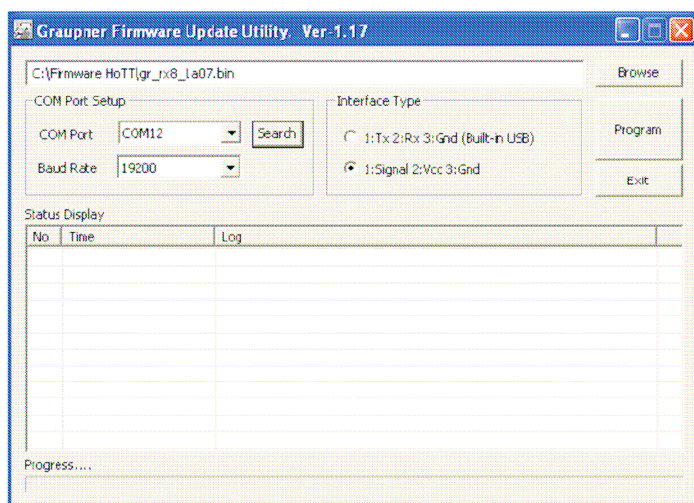 Graupner Firmware Update Utility. Ver-1.17
C:\Firmware HoTT\gr_rx8_1a07.bin
Browse
COM Port Setup
Interface Type
COM Port
COM12
Search
1:Tx 2:Rx 3:Gnd (Built-in USB)
Program
Baud Rate
19200
1:Signal 2:Vcc 3:Gnd
Exit
Status Display
No
Time
Log
Progress....